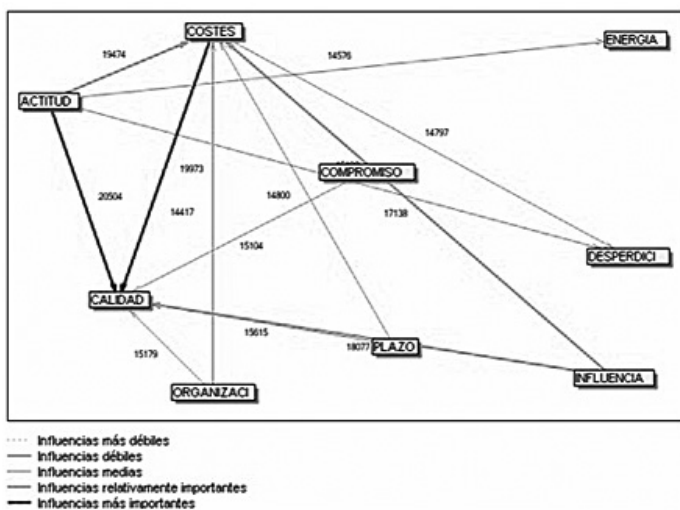 COSTES
ENERGIA
19474
14576
ACTITUD
14797
19973
COMPROMISO
20504
14800
14417
17138
15104
DESPERDICI
CALIDAD
15615
18077
PLAZO
15179
INFLUENCIA
ORGANIZACI
Influencias más débiles
Influencias débiles
Influencias medias
Influencias relativamente importantes
Influencias más importantes